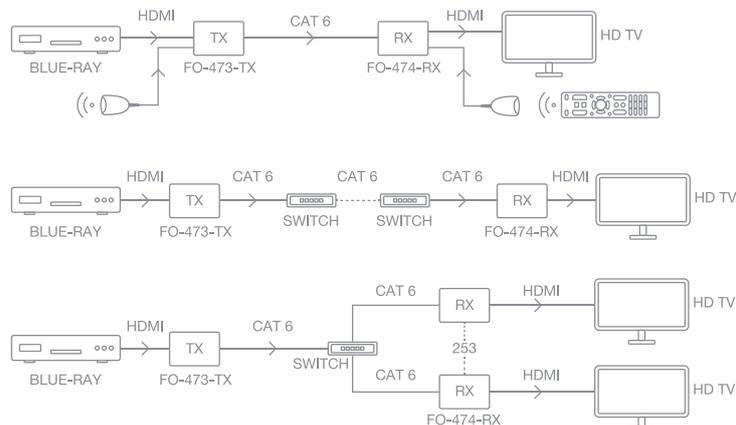 HDMI CAT 6 HDMI
TX RX HD TV
BLUE-RAY FO-473-TX FO-474-RX
HDMI CAT 6 CAT 6 CAT 6 HDMI
TX RX HD TV
SWITCH SWITCH
BLUE-RAY FO-473-TX FO-474-RX
CAT 6 RX HDMI HD TV
HDMI CAT 6
TX 253
SWITCH
BLUE-RAY FO-473-TX CAT 6 RX HDMI HD TV
FO-474-RX